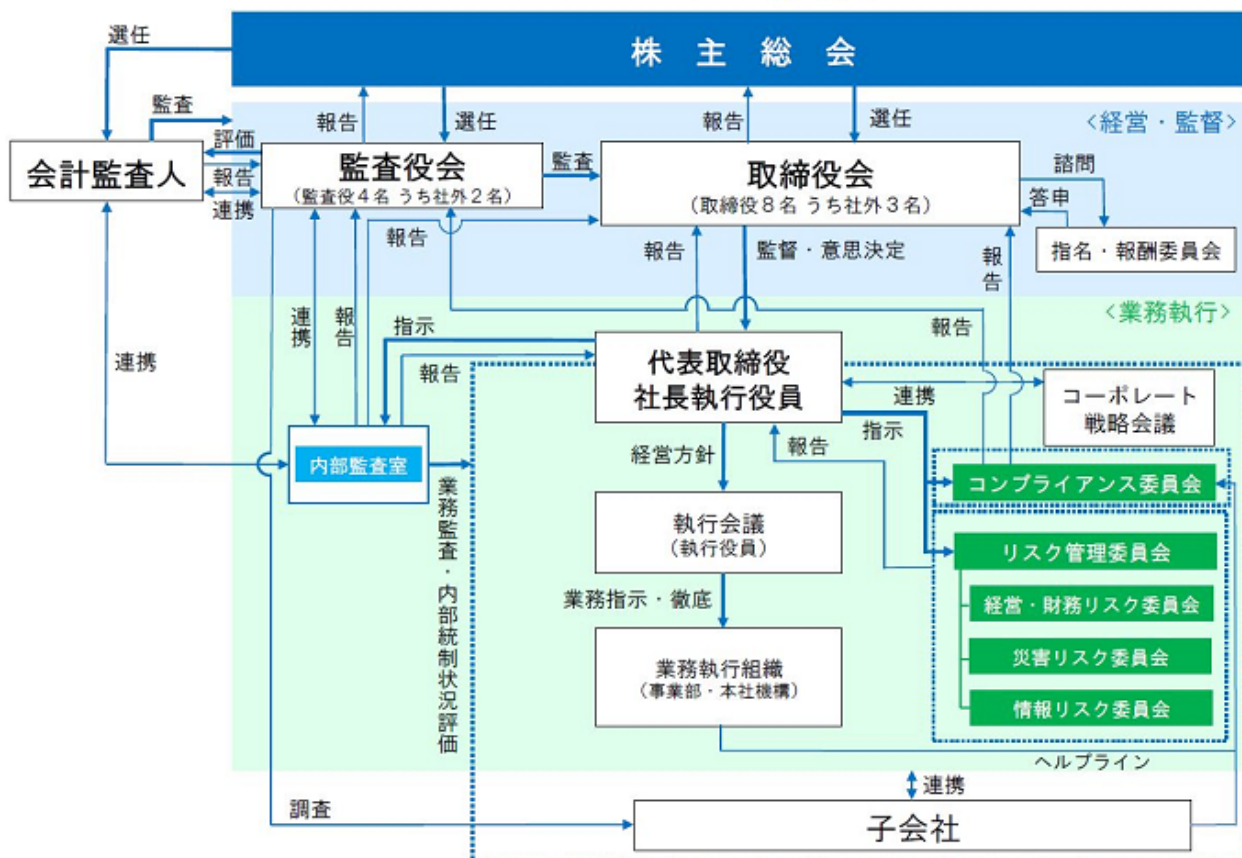 株主総会
選任
監査
報告
選任
報告
選任
<経営・監督>
会計監査人
評価
報告
連携
監査役会
(監査役4名 うち社外2名)
監査
取締役会
(取締役8名 うち社外3名)
諮問
答申
指名・報酬委員会
報告
報告
監督・意思決定
報告
<業務執行>
連携
連携
報告
指示
報告
報告
代表取締役
社長執行役員
連携
コーポレート
戦略会議
内部監査室
経営方針
指示
報告
コンプライアンス委員会
業務監査・内部統制状況評価
執行会議
(執行役員)
リスク管理委員会
経営・財務リスク委員会
災害リスク委員会
情報リスク委員会
業務指示・徹底
業務執行組織
(事業部・本社機構)
ヘルプライン
連携
調査
子会社